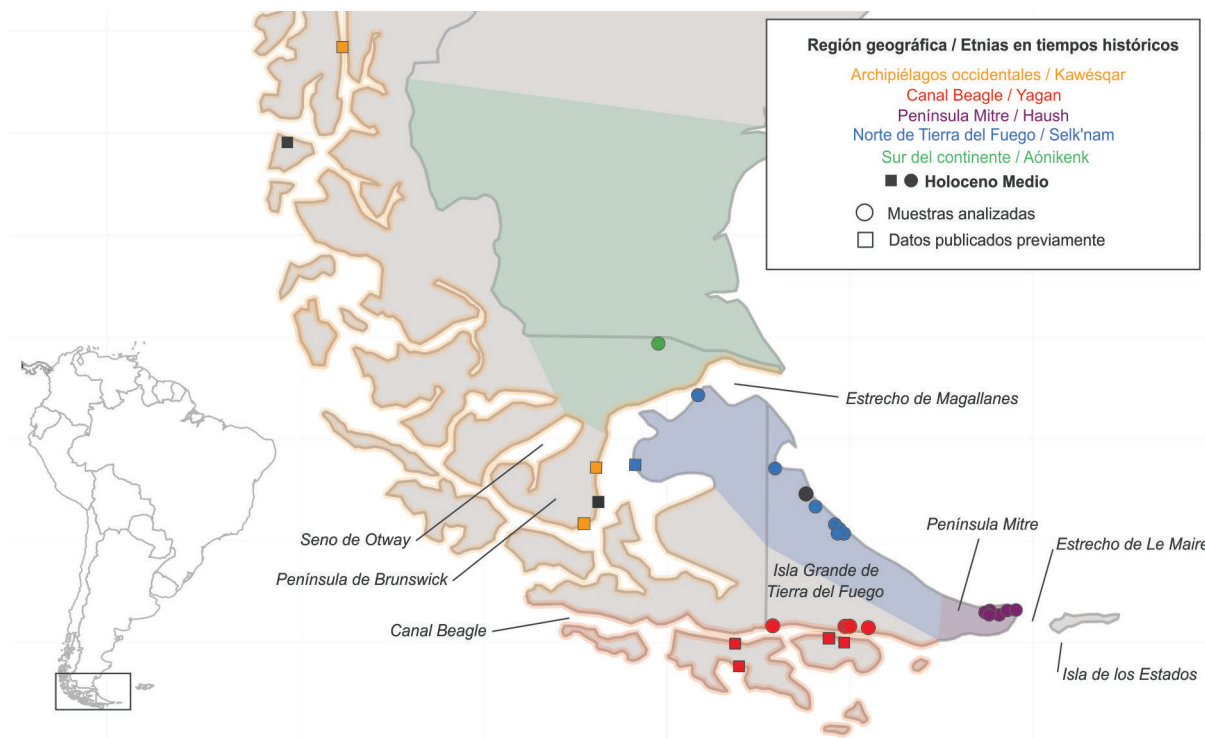 Región geográfica / Etnias en tiempos históricos
Archipiélagos occidentales / Kawésqar
Canal Beagle / Yagan
Península Mitre / Haush
Norte de Tierra del Fuego / Selk'nam
Sur del continente / Aónikenk
Holoceno Medio
Muestras analizadas
Datos publicados previamente
Estrecho de Magallanes
Península Mitre
Estrecho de Le Maire
Seno de Otway
Península de Brunswick
Isla Grande de
Tierra del Fuego
Canal Beagle
Isla de los Estados